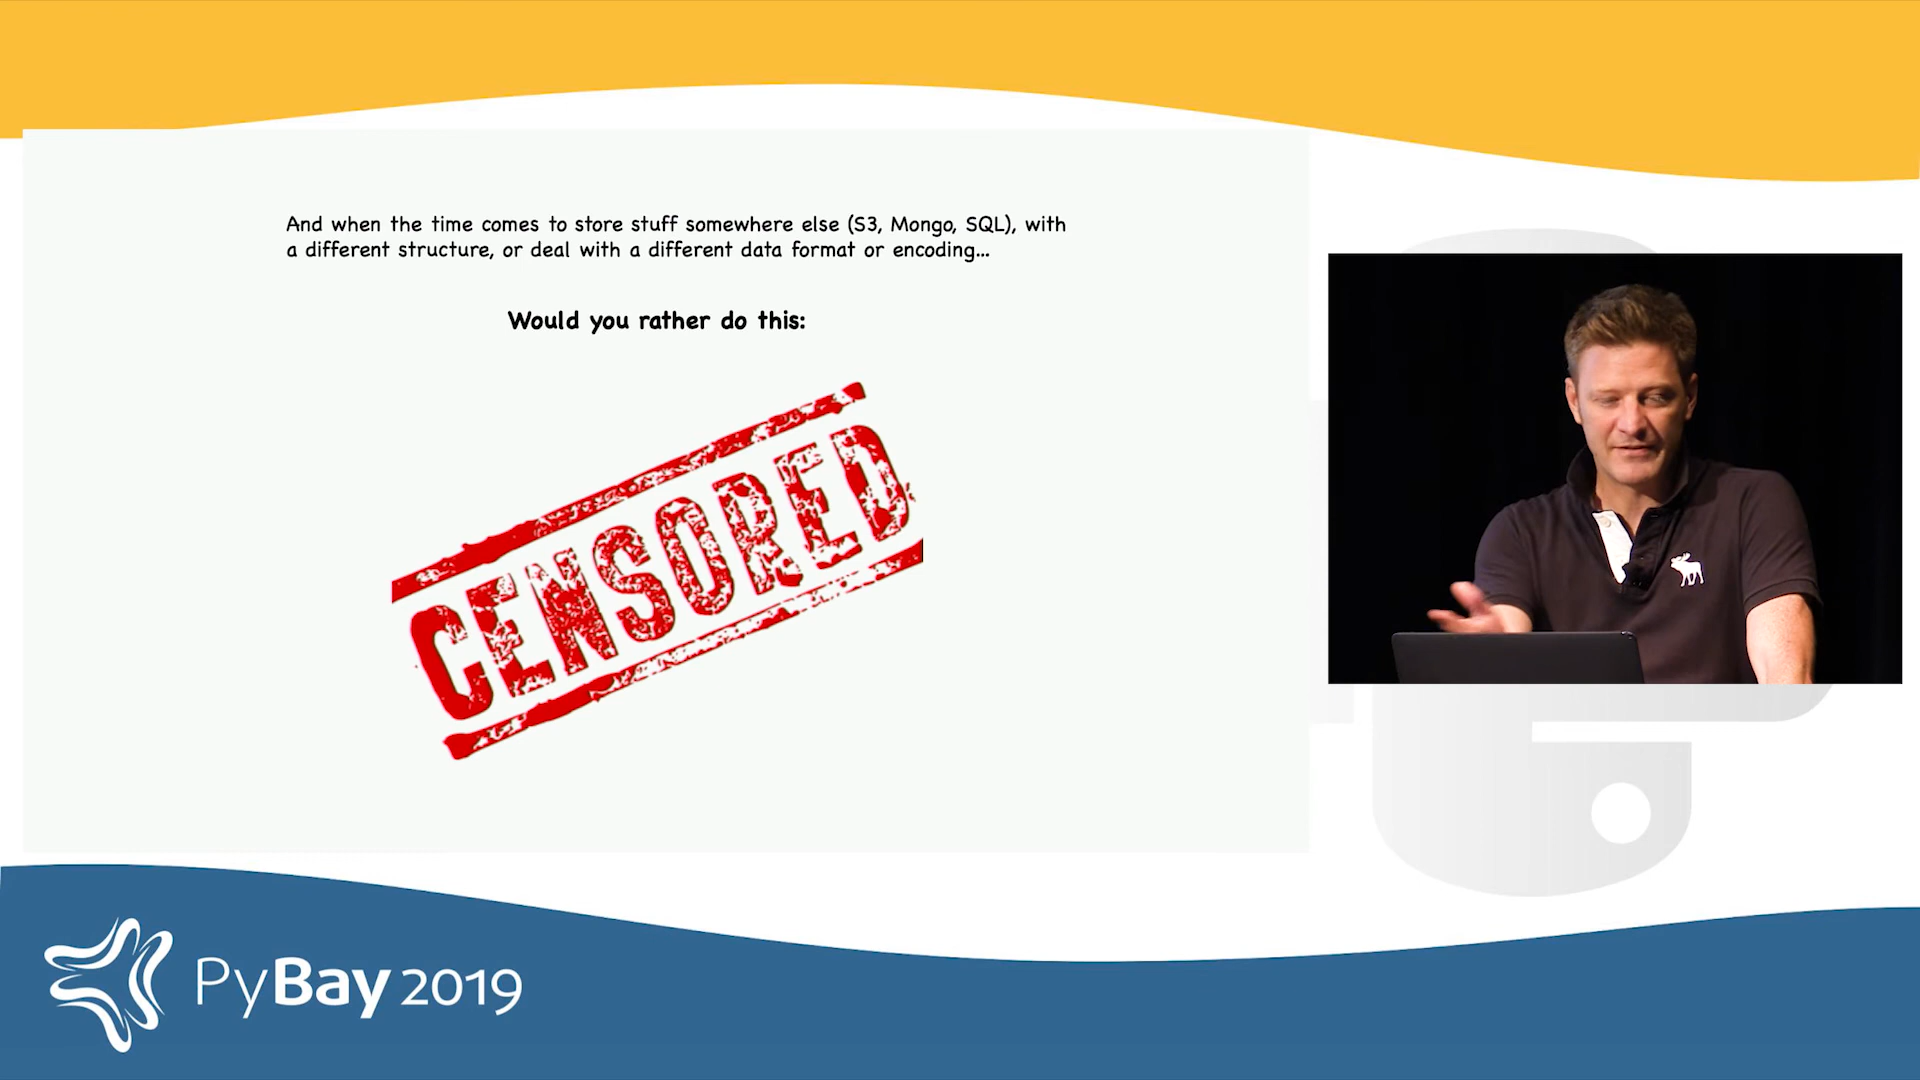 And when the time comes to store stuff somewhere else (S3, Mongo, SQL), with
a different structure, or deal with a different data format or encoding...
Would you rather do this:
CENSORED
PyBay 2019